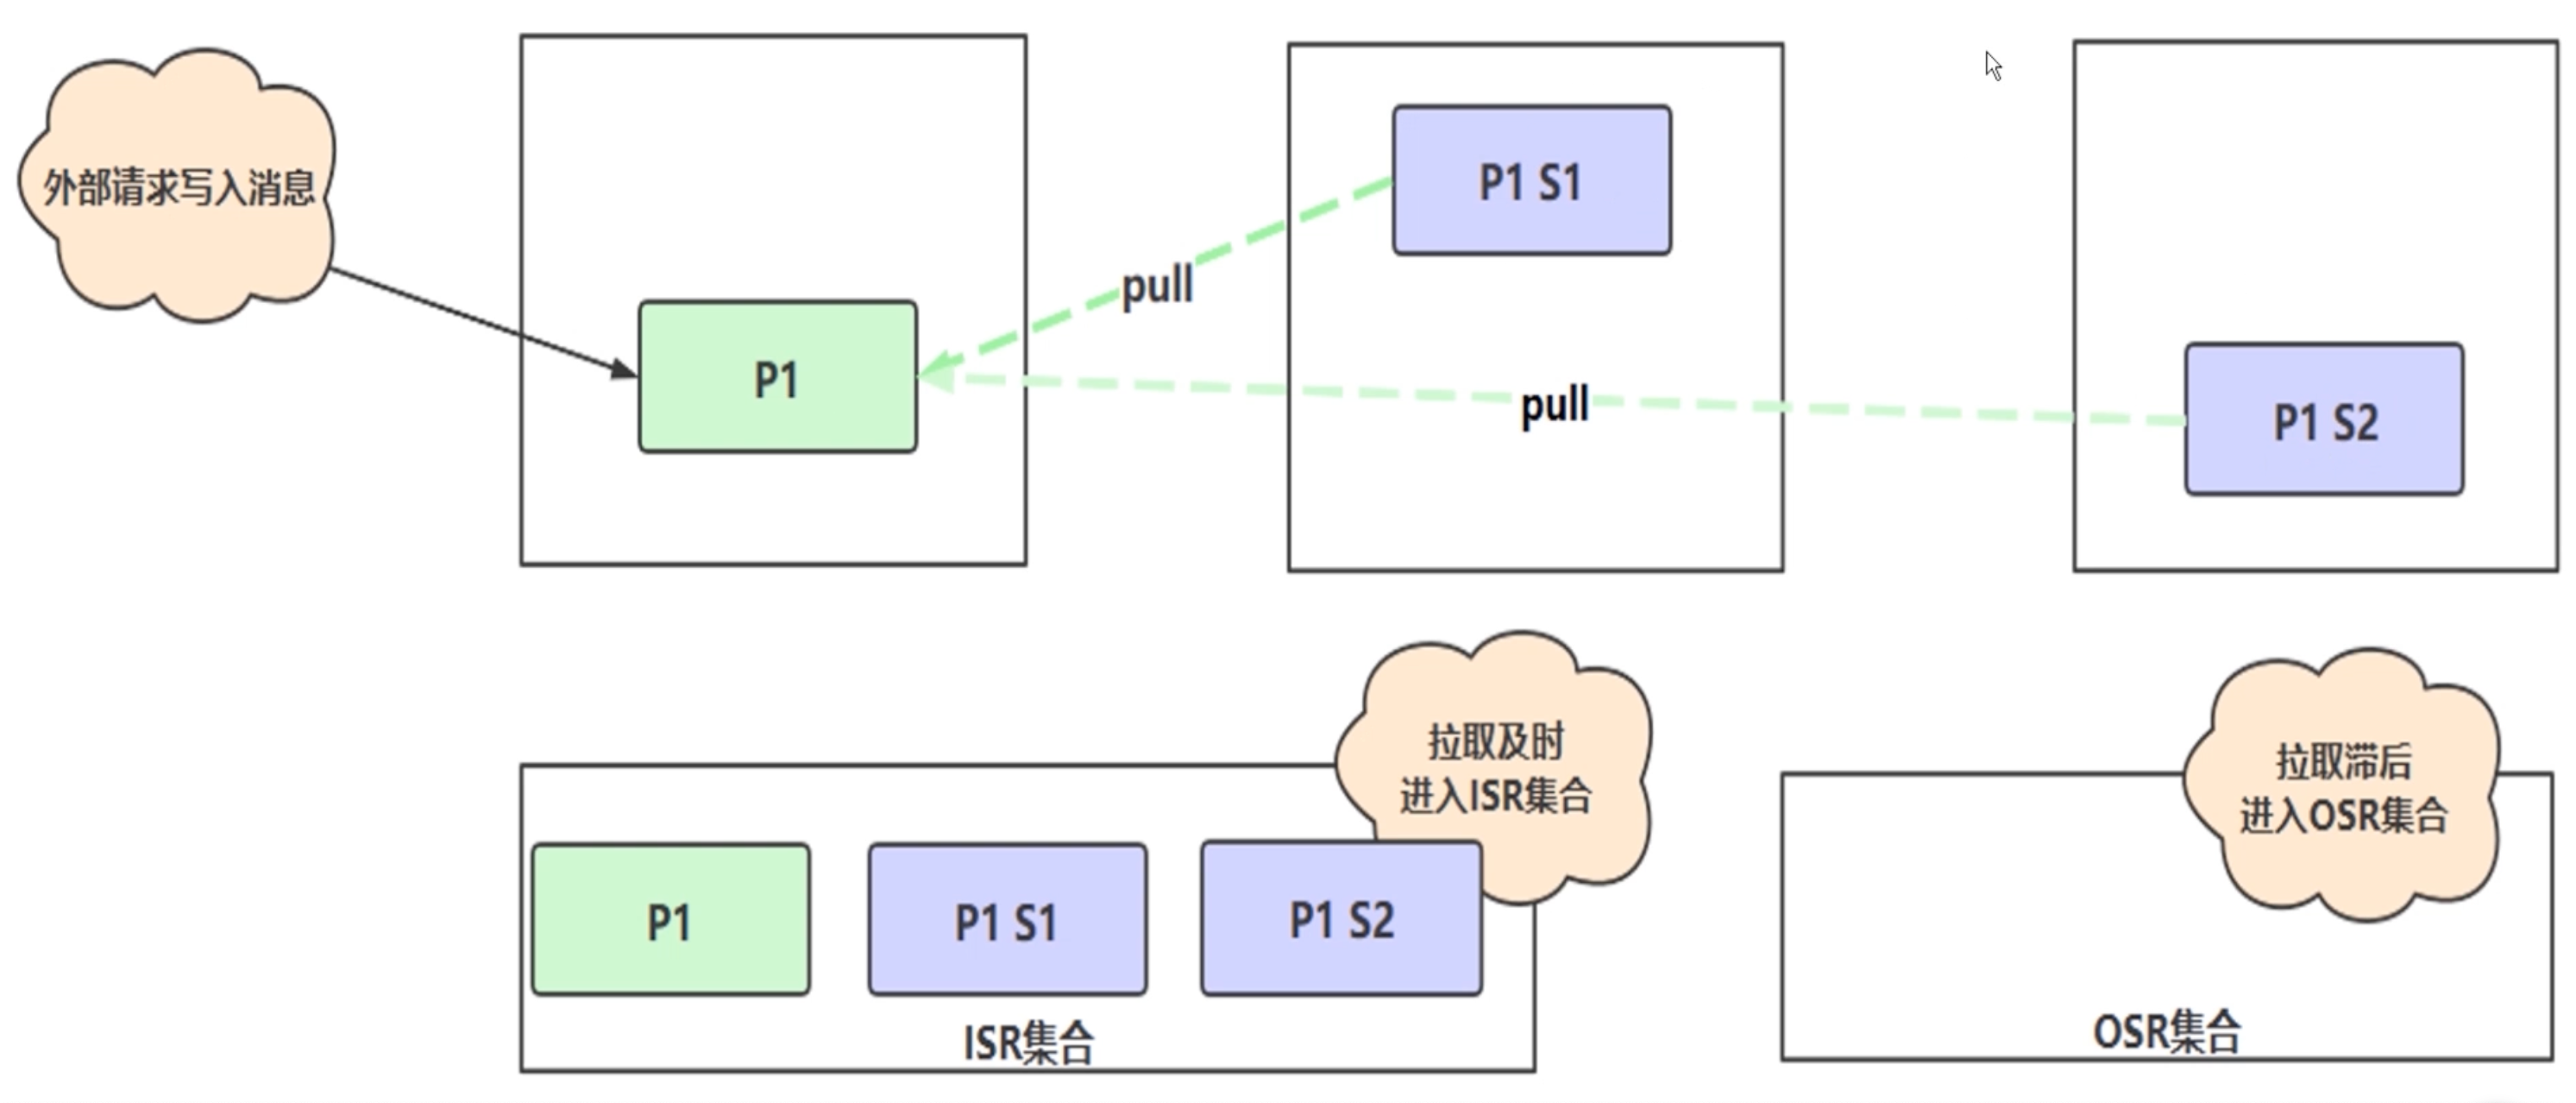 外部请求写入消息
P1
P1 S1
pull
pull
P1 S2
拉取及时
进入ISR集合
拉取滞后
进入OSR集合
P1
P1 S1
P1 S2
ISR集合
OSR集合